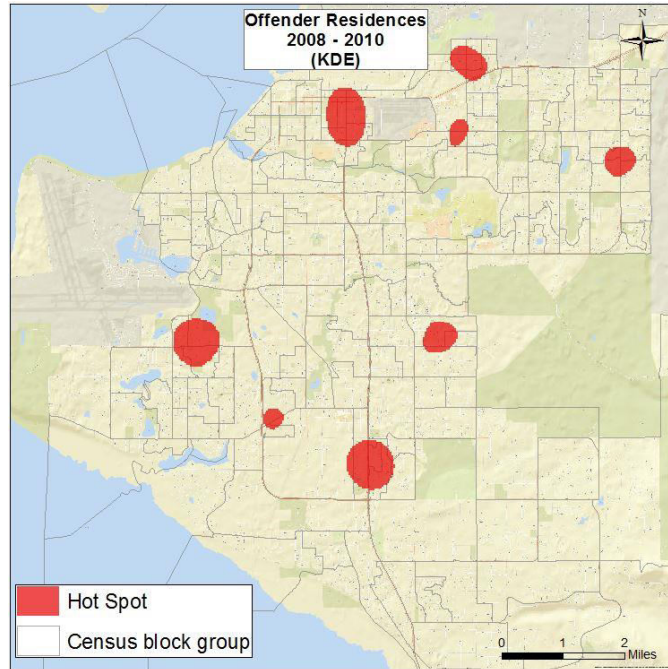 Offender Residences
2008 - 2010
(KDE)
N
Hot Spot
Census block group
0 1 2
Miles